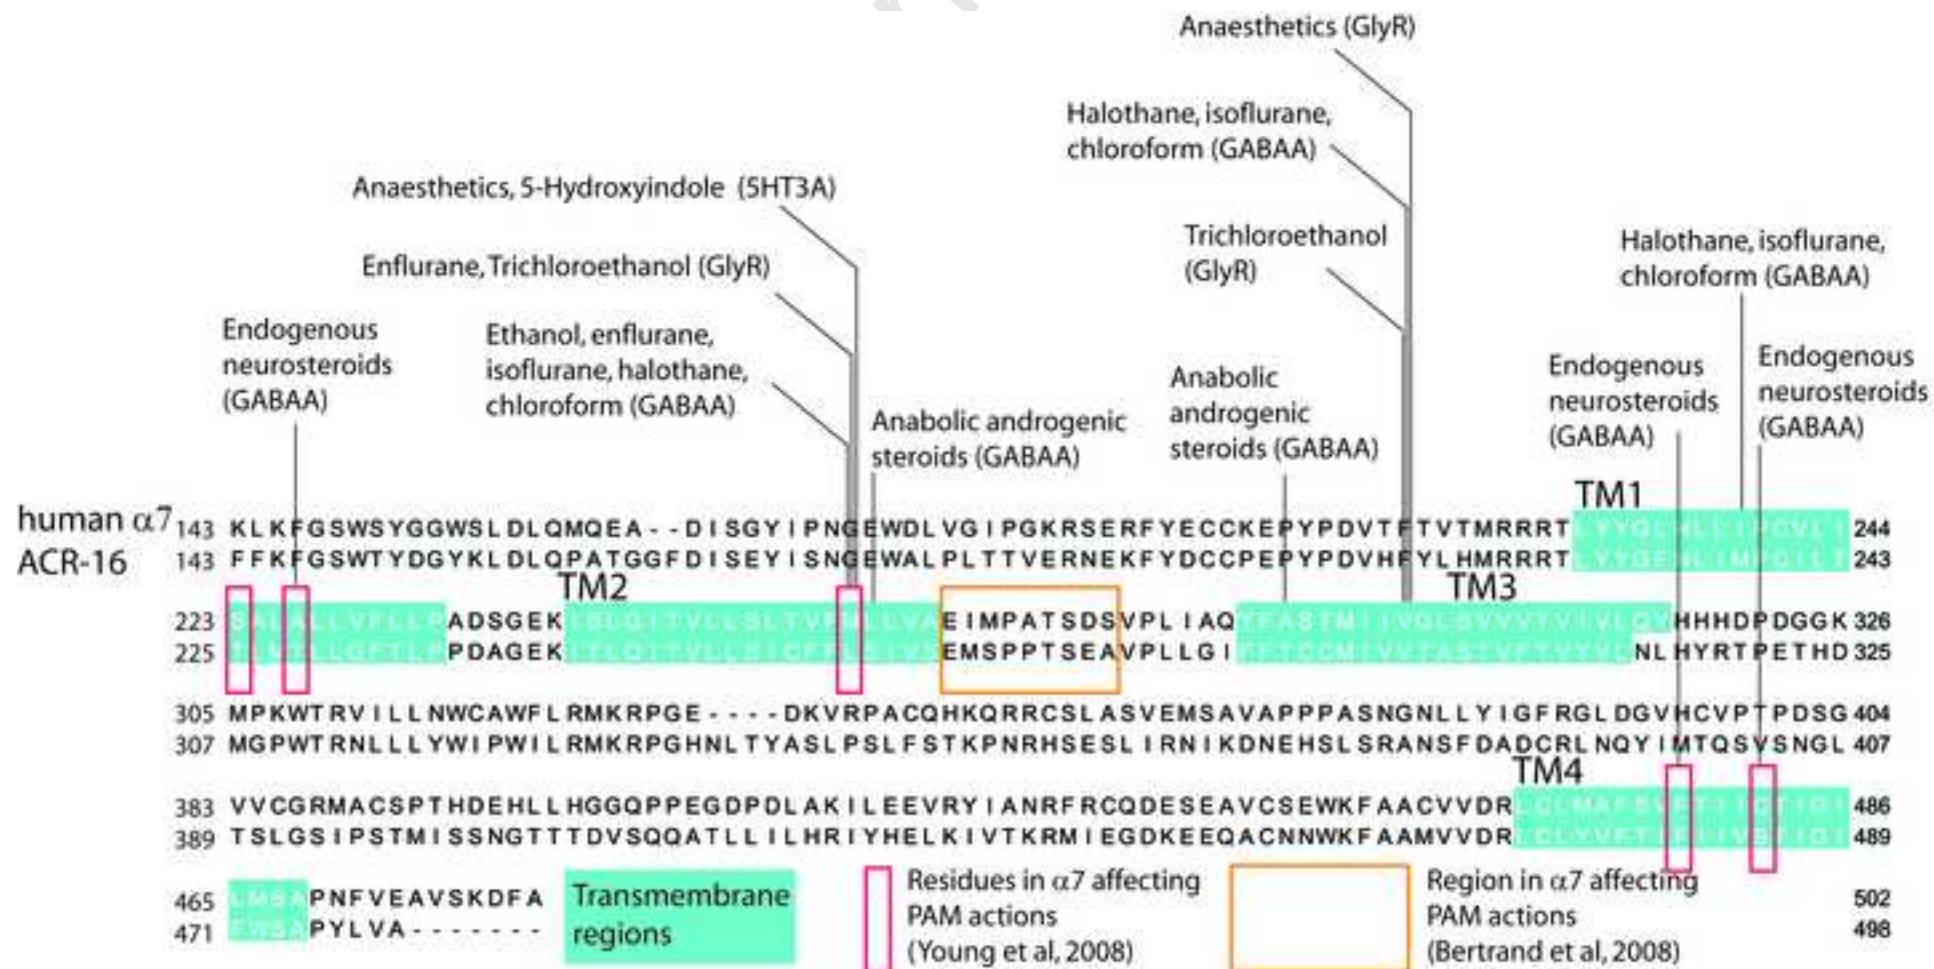 Anaesthetics (GlyR)
Halothane, isoflurane,
chloroform (GABAA)
Anaesthetics, 5-Hydroxyindole (5HT3A)
Trichloroethanol
(GlyR)
Halothane, isoflurane,
chloroform (GABAA)
Enflurane, Trichloroethanol (GlyR)
Endogenous
neurosteroids
(GABAA)
Ethanol, enflurane,
isoflurane, halothane,
chloroform (GABAA)
Anabolic androgenic
steroids (GABAA)
Anabolic
androgenic
steroids (GABAA)
Endogenous
neurosteroids
(GABAA)
Endogenous
neurosteroids
(GABAA)
TM1
human α7 143 KLKFGSWSYGGWSLDLQMQEA--DISGYIPNGEWDLVGIPGKRSERFYECCKEPYPDVTFTVTMRRRT 244
ACR-16 143 FFKFGSWTYDGYKLDLQPATGGFDISEYISNGEWALPLTTVERNEKFYDCCPEPYPDVHFYLHMRRRT 243
TM2 TM3
223 ADSGEK EIMPATSDSVPLIAQ HHHDPDGGK 326
225 PDAGEK EMSPPTSEAVPLLGI NLHYRTPETHD 325
305 MPKWTRVILLNWCAWFLRMKRPGE----DKVRPACQHKQRRCSLASVEMSAVAPPPASNGNLLYIGFRGLDGVHCVPTPDSG 404
307 MGPWTRNLLLYWIPWILRMKRPGHNLTYASLPSLFSTKPNRHSESLIRNIKDNEHSLSRANSFDADCRLNQYIMTQSVSNGL 407
TM4
383 VVCGRMACSPTHDEHLLHGGQPPEGDPDLAKILEEVRYIANRFRCQDESEAVCSEWKFAACVVDR 486
389 TSLGSIPSTMISSNGTTTDVSQQATLLILHRIYHELKIVTKRMIEGDKEEQACNNWKFAAMVVDR 489
465 PNFVEAVSKDFA 502
471 PYLVA------- 498
Transmembrane
regions
Residues in α7 affecting
PAM actions
(Young et al, 2008)
Region in α7 affecting
PAM actions
(Bertrand et al, 2008)